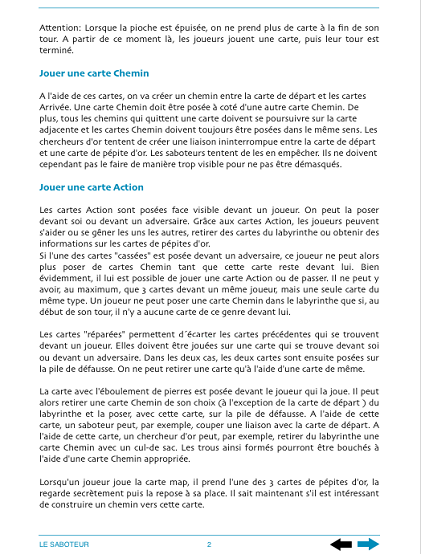 Attention: Lorsque la pioche est épuisée, on ne prend plus de carte à la fin de son
tour. A partir de ce moment là, les joueurs jouent une carte, puis leur tour est
terminé.
Jouer une carte Chemin
A l'aide de ces cartes, on va créer un chemin entre la carte de départ et les cartes
Arrivée. Une carte Chemin doit être posée à coté d'une autre carte Chemin. De
plus, tous les chemins qui quittent une carte doivent se poursuivre sur la carte
adjacente et les cartes Chemin doivent toujours être posées dans le même sens. Les
chercheurs d'or tentent de créer une liaison ininterrompue entre la carte de départ
et une carte de pépite d'or. Les saboteurs tentent de les en empêcher. Ils ne doivent
cependant pas le faire de manière trop visible pour ne pas être démasqués.
Jouer une carte Action
Les cartes Action sont posées face visible devant un joueur. On peut la poser
devant soi ou devant un adversaire. Grâce aux cartes Action, les joueurs peuvent
s'aider ou se gêner les uns les autres, retirer des cartes du labyrinthe ou obtenir des
informations sur les cartes de pépites d'or.
Si l'une des cartes "cassées" est posée devant un adversaire, ce joueur ne peut alors
plus poser de cartes Chemin tant que cette carte reste devant lui. Bien
évidemment, il lui est possible de jouer une carte Action ou de passer. Il ne peut y
avoir, au maximum, que 3 cartes devant un même joueur, mais une seule carte du
même type. Un joueur ne peut poser une carte Chemin dans le labyrinthe que si, au
début de son tour, il n'y a aucune carte de ce genre devant lui.
Les cartes "réparées" permettent d´écarter les cartes précédentes qui se trouvent
devant un joueur. Elles doivent être jouées sur une carte qui se trouve devant soi
ou devant un adversaire. Dans les deux cas, les deux cartes sont ensuite posées sur
la pile de défausse. On ne peut retirer une carte qu'à l'aide d'une carte de même.
La carte avec l'éboulement de pierres est posée devant le joueur qui la joue. Il peut
alors retirer une carte Chemin de son choix (à l'exception de la carte de départ ) du
labyrinthe et la poser, avec cette carte, sur la pile de défausse. A l'aide de cette
carte, un saboteur peut, par exemple, couper une liaison avec la carte de départ. A
l'aide de cette carte, un chercheur d'or peut, par exemple, retirer du labyrinthe une
carte Chemin avec un cul-de sac. Les trous ainsi formés pourront être bouchés à
l'aide d'une carte Chemin appropriée.
Lorsqu'un joueur joue la carte map, il prend l'une des 3 cartes de pépites d'or, la
regarde secrètement puis la repose à sa place. Il sait maintenant s'il est intéressant
de construire un chemin vers cette carte.
LE SABOTEUR 2